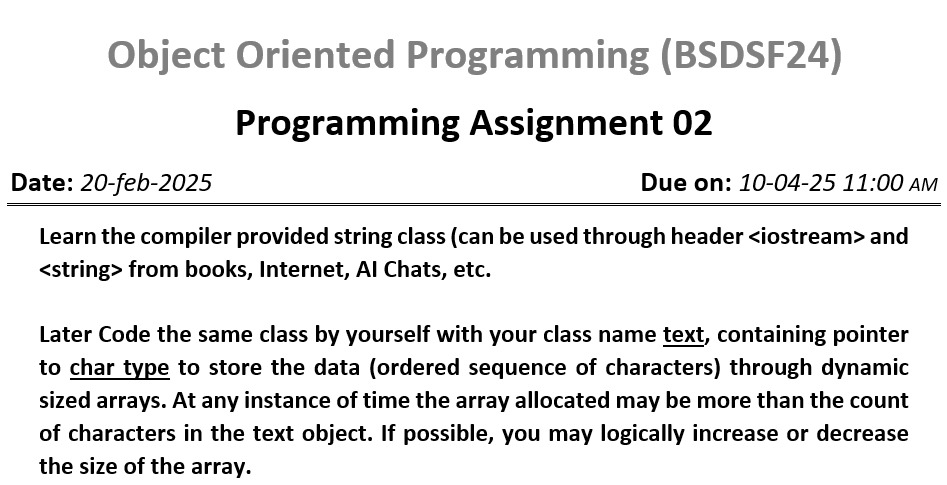 Object Oriented Programming (BSDSF24)
Programming Assignment 02
Date: 20-feb-2025 Due on: 10-04-25 11:00 AM
Learn the compiler provided string class (can be used through header <iostream> and
<string> from books, Internet, AI Chats, etc.
Later Code the same class by yourself with your class name text, containing pointer
to char type to store the data (ordered sequence of characters) through dynamic
sized arrays. At any instance of time the array allocated may be more than the count
of characters in the text object. If possible, you may logically increase or decrease
the size of the array.